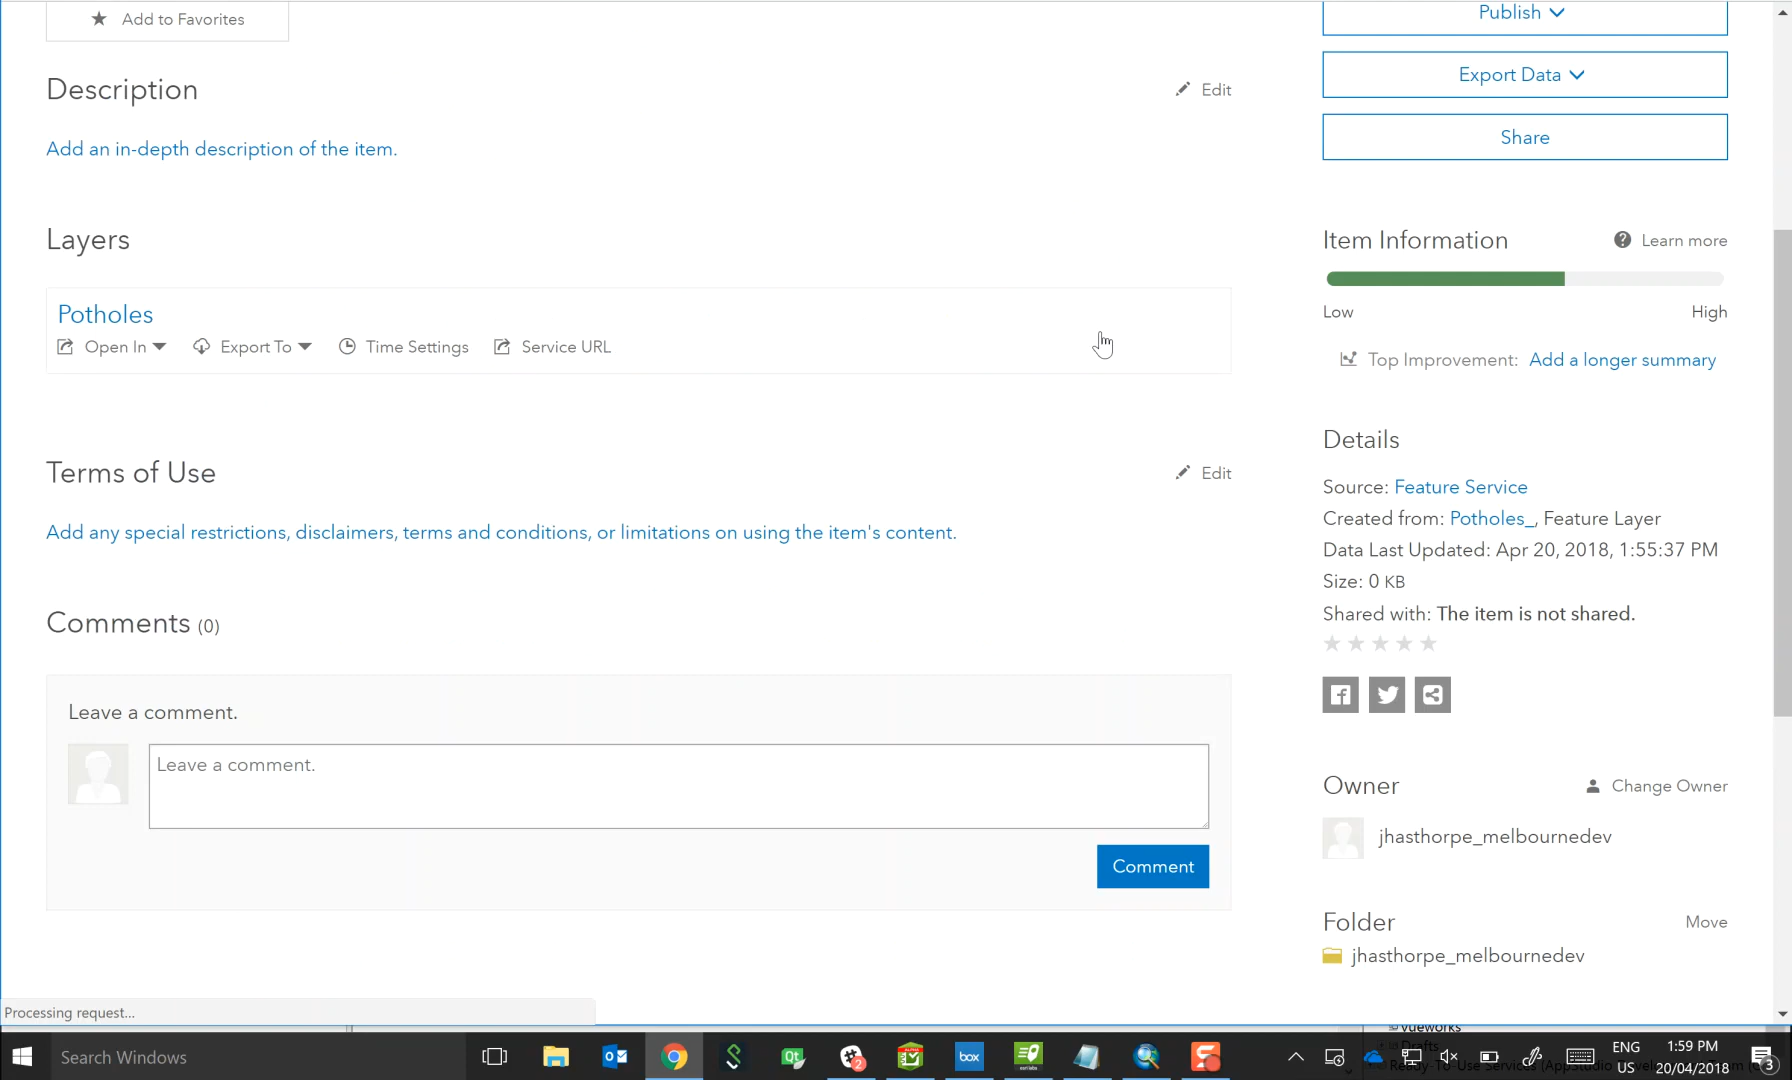 Add to Favorites
Publish
Export Data
Share
Description
Edit
Add an in-depth description of the item.
Layers
Potholes
Open In
Export To
Time Settings
Service URL
Item Information
Learn more
Low
High
Top Improvement: Add a longer summary
Details
Source: Feature Service
Created from: Potholes_, Feature Layer
Data Last Updated: Apr 20, 2018, 1:55:37 PM
Size: 0 KB
Shared with: The item is not shared.
Terms of Use
Edit
Add any special restrictions, disclaimers, terms and conditions, or limitations on using the item's content.
Comments (0)
Leave a comment.
Leave a comment.
Comment
Owner
Change Owner
jhasthorpe_melbournedev
Folder
Move
jhasthorpe_melbournedev
Processing request...
vueworks
Drafts
Search Windows
Qt
2
box
ENG
US
1:59 PM
20/04/2018
3